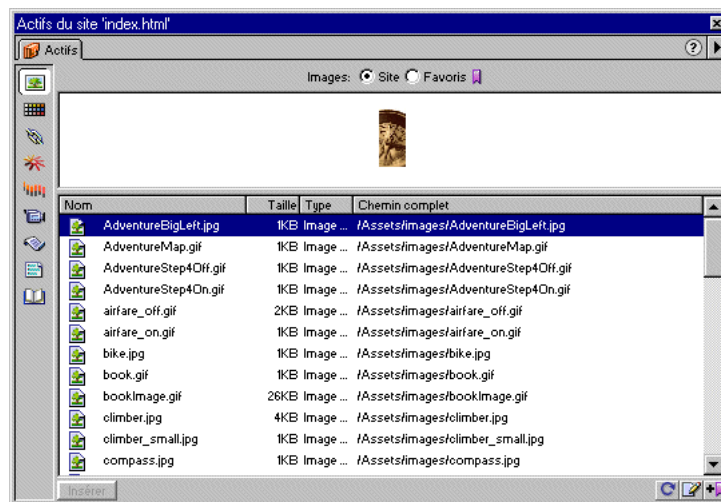 Actifs du site 'index.html'
Actifs
Images: Site Favoris
Nom Taille Type Chemin complet
AdventureBigLeft.jpg 1KB Image ... /Assets/images/AdventureBigLeft.jpg
AdventureMap.gif 1KB Image ... /Assets/images/AdventureMap.gif
AdventureStep4Off.gif 1KB Image ... /Assets/images/AdventureStep4Off.gif
AdventureStep4On.gif 1KB Image ... /Assets/images/AdventureStep4On.gif
airfare_off.gif 2KB Image ... /Assets/images/airfare_off.gif
airfare_on.gif 1KB Image ... /Assets/images/airfare_on.gif
bike.jpg 1KB Image ... /Assets/images/bike.jpg
book.gif 1KB Image ... /Assets/images/book.gif
bookImage.gif 26KB Image ... /Assets/images/bookImage.gif
climber.jpg 4KB Image ... /Assets/images/climber.jpg
climber_small.jpg 1KB Image ... /Assets/images/climber_small.jpg
compass.jpg 1KB Image ... /Assets/images/compass.jpg
Insérer